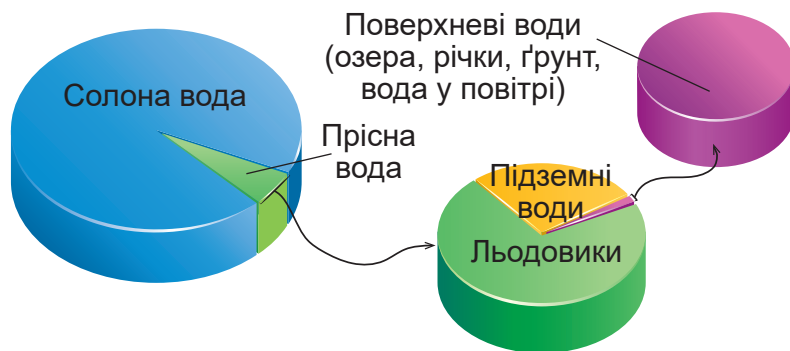 Солона вода
Прісна
вода
Поверхневі води
(озера, річки, ґрунт,
вода у повітрі)
Підземні
води
Льодовики